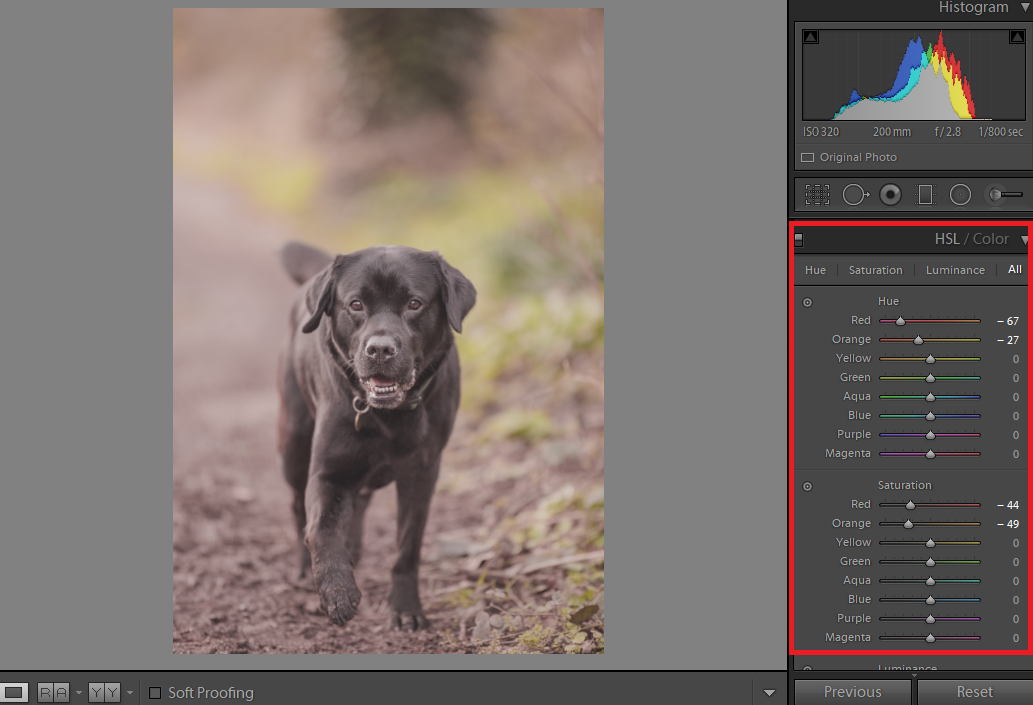 Histogram
ISO 320 200 mm f / 2.8 1/800 sec
Original Photo
HSL / Color
Hue Saturation Luminance All
Hue
Red – 67
Orange – 27
Yellow 0
Green 0
Aqua 0
Blue 0
Purple 0
Magenta 0
Saturation
Red – 44
Orange – 49
Yellow 0
Green 0
Aqua 0
Blue 0
Purple 0
Magenta 0
Luminance
R A Y Y Soft Proofing
Previous Reset